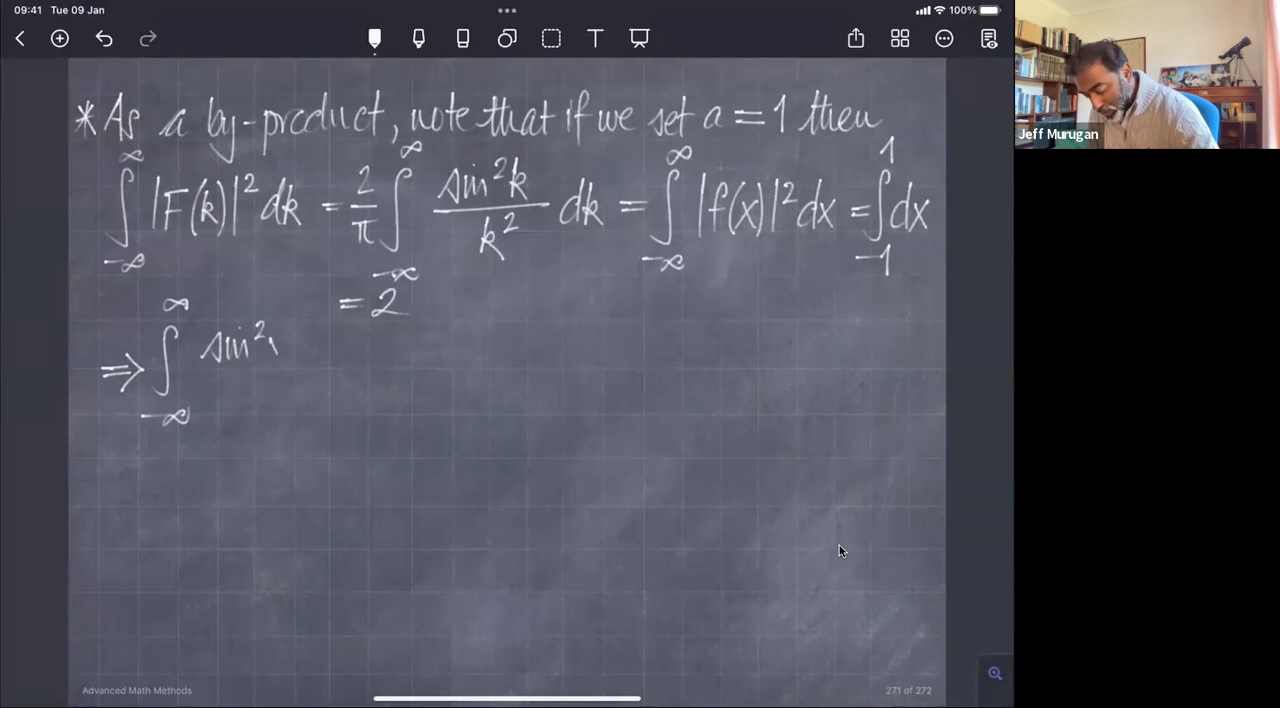 09:41 Tue 09 Jan
100%
Jeff Murugan
*As a by-product, note that if we set a = 1 then
∫_{-∞}^{∞} |F(k)|² dk = 2/π ∫_{-∞}^{∞} sin²k/k² dk = ∫_{-∞}^{∞} |f(x)|² dx = ∫_{-1}^{1} dx
= 2
⇒ ∫_{-∞}^{∞} sin²
Advanced Math Methods
271 of 272